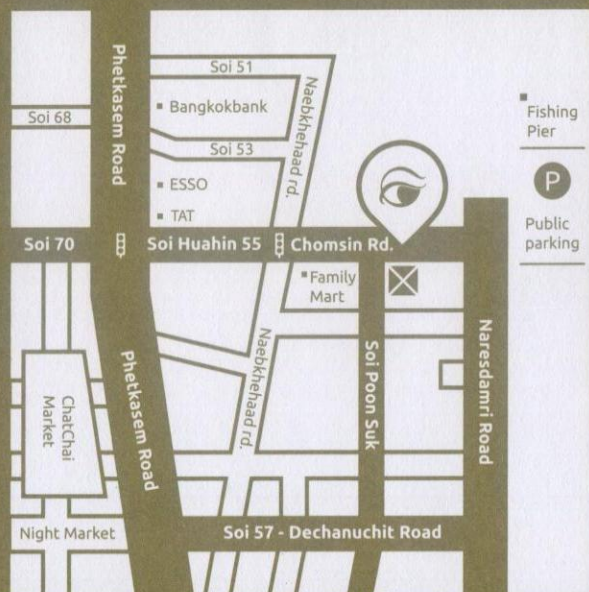 Phetkasem Road
Soi 51
Naebkhehaad rd.
Bangkokbank
Soi 68
Soi 53
Fishing
Pier
ESSO
TAT
P
Public
parking
Soi 70
Soi Huahin 55
Chomsin Rd.
Family
Mart
Naebkhehaad rd.
Soi Poon Suk
Naresdamri Road
Phetkasem Road
ChatChai
Market
Night Market
Soi 57 - Dechanuchit Road